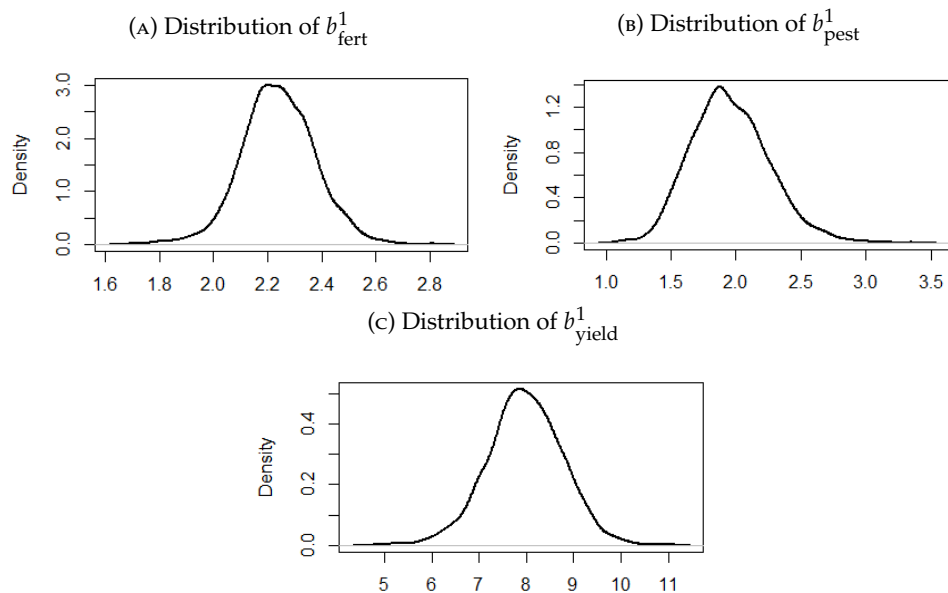 (A) Distribution of b¹fert
Density
0.0 1.0 2.0 3.0
1.6 1.8 2.0 2.2 2.4 2.6 2.8
(B) Distribution of b¹pest
Density
0.0 0.4 0.8 1.2
1.0 1.5 2.0 2.5 3.0 3.5
(C) Distribution of b¹yield
Density
0.0 0.2 0.4
5 6 7 8 9 10 11